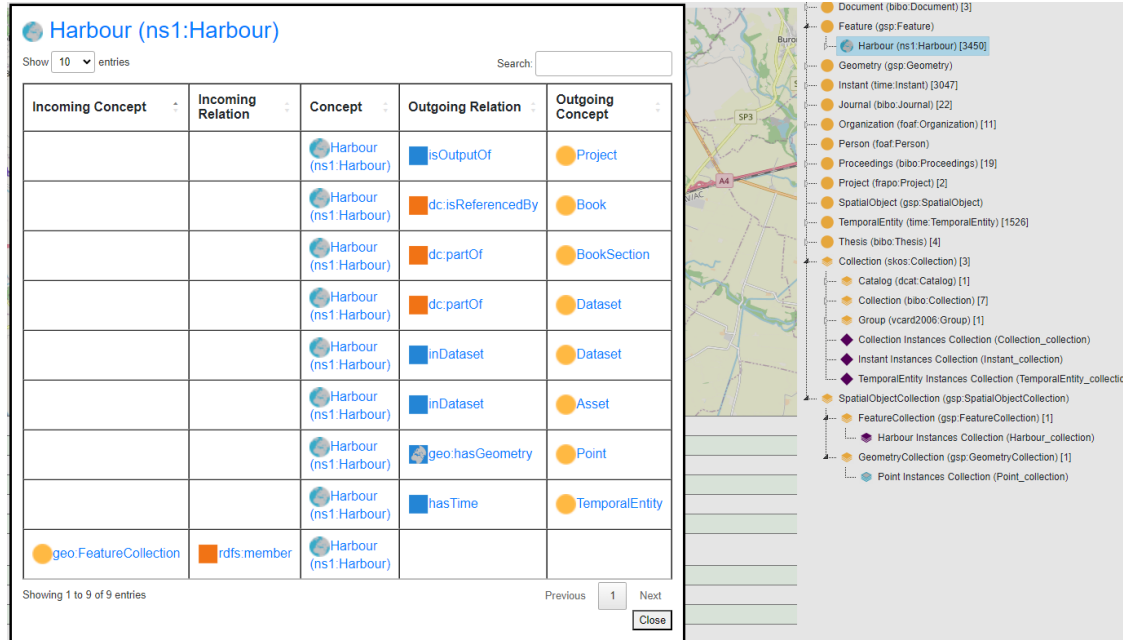 Harbour (ns1:Harbour)
Show 10 entries
Search:
Incoming Concept
Incoming
Relation
Concept
Outgoing Relation
Outgoing
Concept
Harbour
(ns1:Harbour)
isOutputOf
Project
Harbour
(ns1:Harbour)
dc:isReferencedBy
Book
Harbour
(ns1:Harbour)
dc:partOf
BookSection
Harbour
(ns1:Harbour)
dc:partOf
Dataset
Harbour
(ns1:Harbour)
inDataset
Dataset
Harbour
(ns1:Harbour)
inDataset
Asset
Harbour
(ns1:Harbour)
geo:hasGeometry
Point
Harbour
(ns1:Harbour)
hasTime
TemporalEntity
geo:FeatureCollection
rdfs:member
Harbour
(ns1:Harbour)
Showing 1 to 9 of 9 entries
Previous 1 Next
Close
SP3
A4
Document (bibo:Document) [3]
Feature (gsp:Feature)
Harbour (ns1:Harbour) [3450]
Geometry (gsp:Geometry)
Instant (time:Instant) [3047]
Journal (bibo:Journal) [22]
Organization (foaf:Organization) [11]
Person (foaf:Person)
Proceedings (bibo:Proceedings) [19]
Project (frapo:Project) [2]
SpatialObject (gsp:SpatialObject)
TemporalEntity (time:TemporalEntity) [1526]
Thesis (bibo:Thesis) [4]
Collection (skos:Collection) [3]
Catalog (dcat:Catalog) [1]
Collection (bibo:Collection) [7]
Group (vcard2006:Group) [1]
Collection Instances Collection (Collection_collection)
Instant Instances Collection (Instant_collection)
TemporalEntity Instances Collection (TemporalEntity_collectio
SpatialObjectCollection (gsp:SpatialObjectCollection)
FeatureCollection (gsp:FeatureCollection) [1]
Harbour Instances Collection (Harbour_collection)
GeometryCollection (gsp:GeometryCollection) [1]
Point Instances Collection (Point_collection)